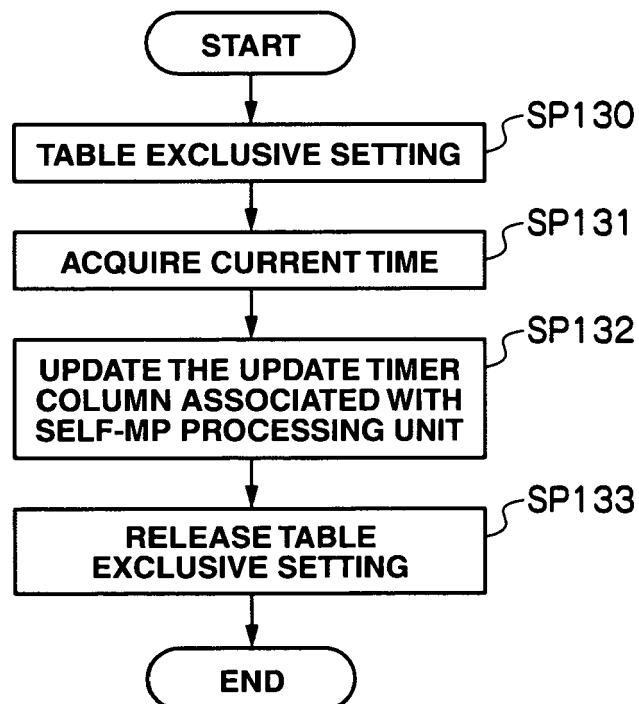 START
SP130
TABLE EXCLUSIVE SETTING
SP131
ACQUIRE CURRENT TIME
SP132
UPDATE THE UPDATE TIMER
COLUMN ASSOCIATED WITH
SELF-MP PROCESSING UNIT
SP133
RELEASE TABLE
EXCLUSIVE SETTING
END